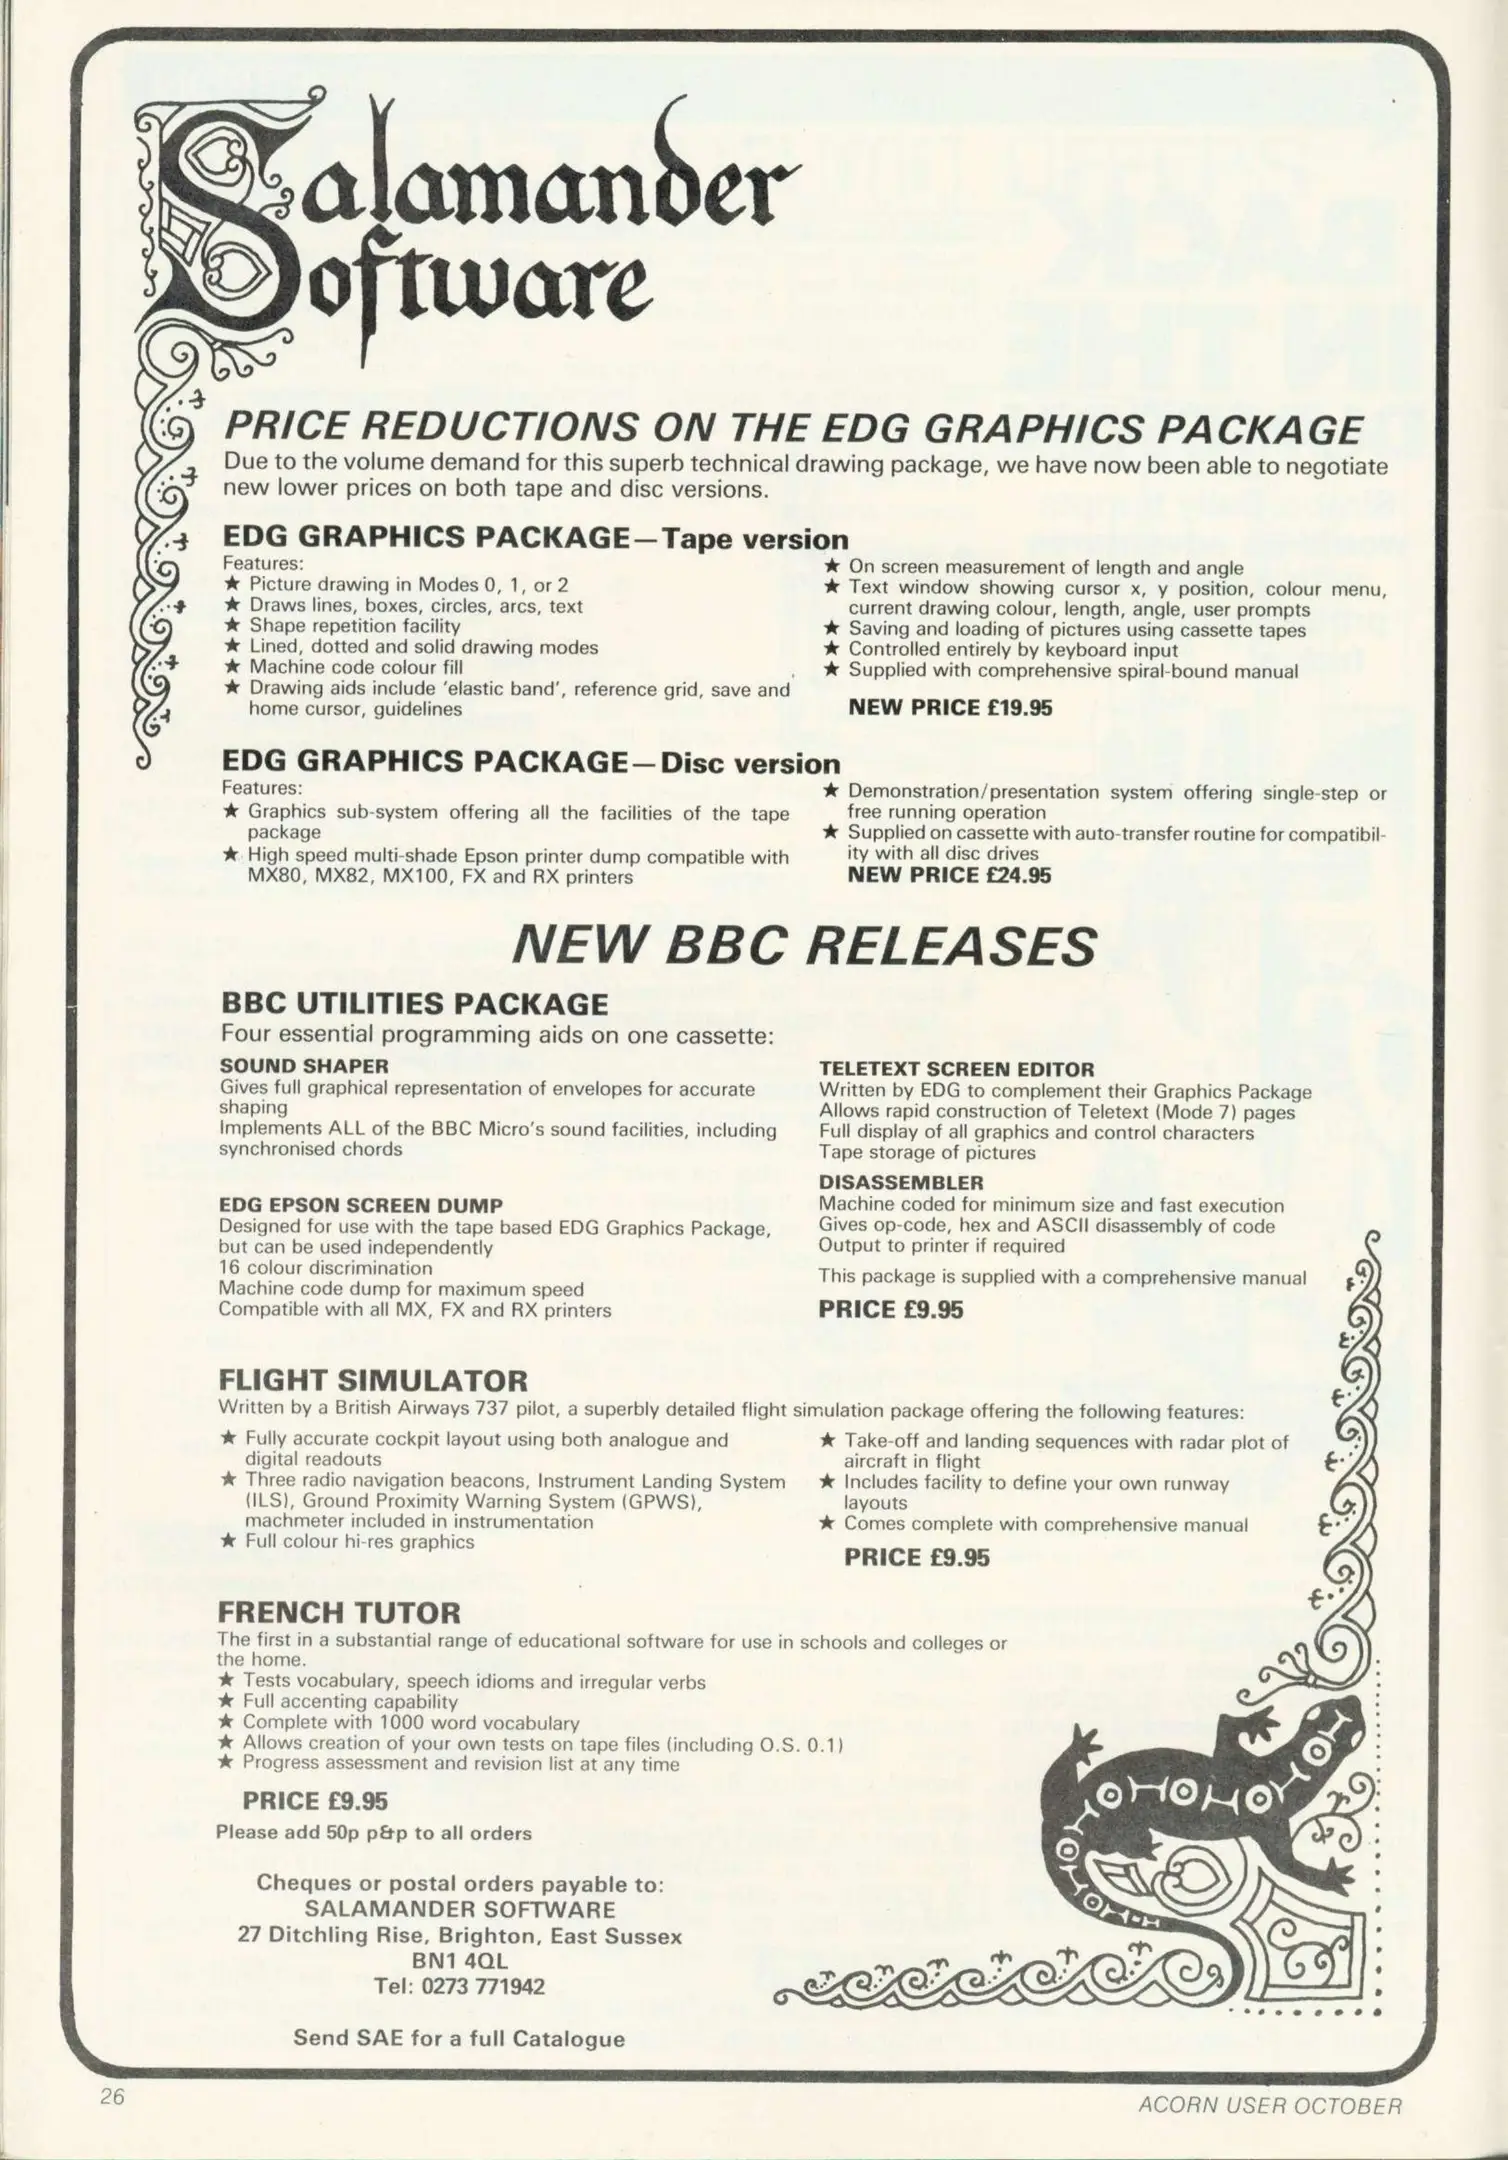 Salamander
Software
PRICE REDUCTIONS ON THE EDG GRAPHICS PACKAGE
Due to the volume demand for this superb technical drawing package, we have now been able to negotiate
new lower prices on both tape and disc versions.
EDG GRAPHICS PACKAGE—Tape version
Features:
★ Picture drawing in Modes 0, 1, or 2
★ Draws lines, boxes, circles, arcs, text
★ Shape repetition facility
★ Lined, dotted and solid drawing modes
★ Machine code colour fill
★ Drawing aids include 'elastic band', reference grid, save and
home cursor, guidelines
★ On screen measurement of length and angle
★ Text window showing cursor x, y position, colour menu,
current drawing colour, length, angle, user prompts
★ Saving and loading of pictures using cassette tapes
★ Controlled entirely by keyboard input
★ Supplied with comprehensive spiral-bound manual
NEW PRICE £19.95
EDG GRAPHICS PACKAGE—Disc version
Features:
★ Graphics sub-system offering all the facilities of the tape
package
★ High speed multi-shade Epson printer dump compatible with
MX80, MX82, MX100, FX and RX printers
★ Demonstration/presentation system offering single-step or
free running operation
★ Supplied on cassette with auto-transfer routine for compatibil-
ity with all disc drives
NEW PRICE £24.95
NEW BBC RELEASES
BBC UTILITIES PACKAGE
Four essential programming aids on one cassette:
SOUND SHAPER
Gives full graphical representation of envelopes for accurate
shaping
Implements ALL of the BBC Micro's sound facilities, including
synchronised chords
EDG EPSON SCREEN DUMP
Designed for use with the tape based EDG Graphics Package,
but can be used independently
16 colour discrimination
Machine code dump for maximum speed
Compatible with all MX, FX and RX printers
TELETEXT SCREEN EDITOR
Written by EDG to complement their Graphics Package
Allows rapid construction of Teletext (Mode 7) pages
Full display of all graphics and control characters
Tape storage of pictures
DISASSEMBLER
Machine coded for minimum size and fast execution
Gives op-code, hex and ASCII disassembly of code
Output to printer if required
This package is supplied with a comprehensive manual
PRICE £9.95
FLIGHT SIMULATOR
Written by a British Airways 737 pilot, a superbly detailed flight simulation package offering the following features:
★ Fully accurate cockpit layout using both analogue and
digital readouts
★ Three radio navigation beacons, Instrument Landing System
(ILS), Ground Proximity Warning System (GPWS),
machmeter included in instrumentation
★ Full colour hi-res graphics
★ Take-off and landing sequences with radar plot of
aircraft in flight
★ Includes facility to define your own runway
layouts
★ Comes complete with comprehensive manual
PRICE £9.95
FRENCH TUTOR
The first in a substantial range of educational software for use in schools and colleges or
the home.
★ Tests vocabulary, speech idioms and irregular verbs
★ Full accenting capability
★ Complete with 1000 word vocabulary
★ Allows creation of your own tests on tape files (including O.S. 0.1)
★ Progress assessment and revision list at any time
PRICE £9.95
Please add 50p p&p to all orders
Cheques or postal orders payable to:
SALAMANDER SOFTWARE
27 Ditchling Rise, Brighton, East Sussex
BN1 4QL
Tel: 0273 771942
Send SAE for a full Catalogue
26
ACORN USER OCTOBER